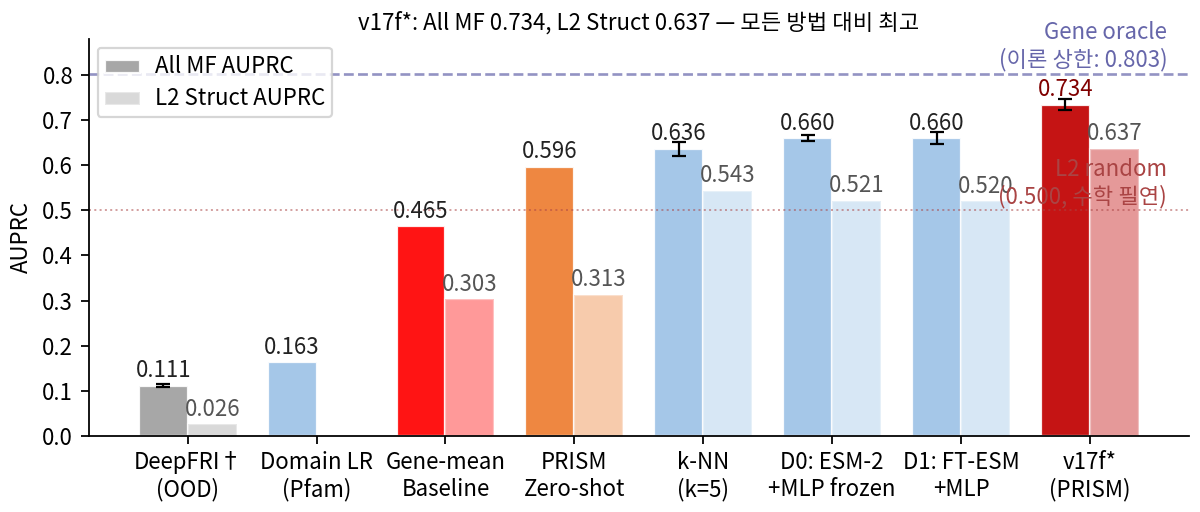 v17f*: All MF 0.734, L2 Struct 0.637 — 모든 방법 대비 최고
Gene oracle
(이론 상한: 0.803)
All MF AUPRC
L2 Struct AUPRC
AUPRC
0.8
0.7
0.6
0.5
0.4
0.3
0.2
0.1
0.0
0.111
0.026
0.163
0.465
0.303
0.596
0.313
0.636
0.543
0.660
0.521
0.660
0.520
0.734
0.637
L2 random
(0.500, 수학 필연)
DeepFRI †
(OOD)
Domain LR
(Pfam)
Gene-mean
Baseline
PRISM
Zero-shot
k-NN
(k=5)
D0: ESM-2
+MLP frozen
D1: FT-ESM
+MLP
v17f*
(PRISM)